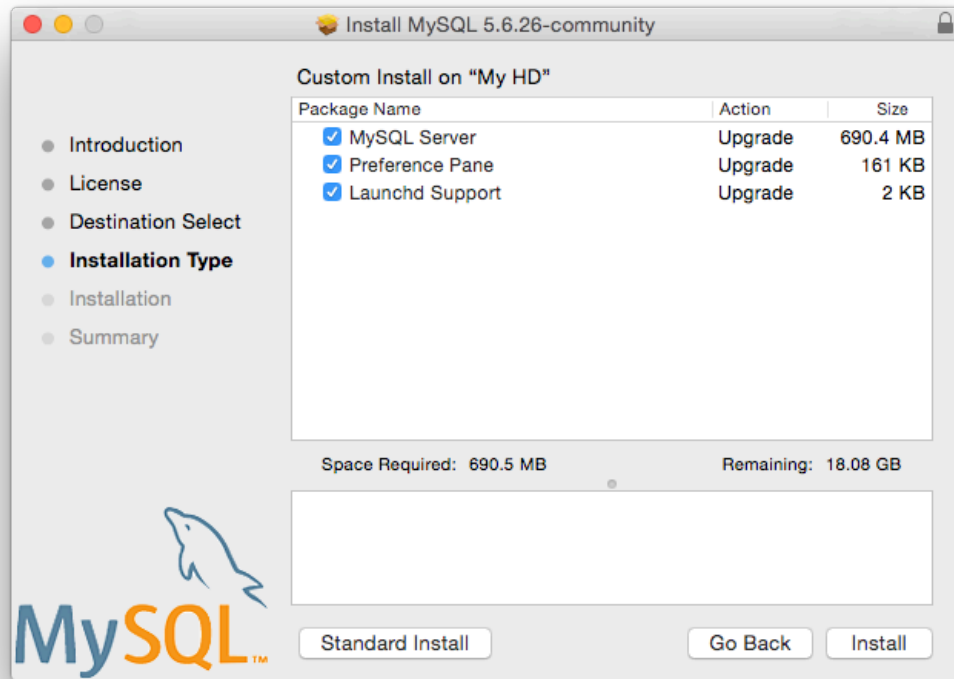 Install MySQL 5.6.26-community
Custom Install on “My HD”
Package Name Action Size
MySQL Server Upgrade 690.4 MB
Preference Pane Upgrade 161 KB
Launchd Support Upgrade 2 KB
Introduction
License
Destination Select
Installation Type
Installation
Summary
Space Required: 690.5 MB Remaining: 18.08 GB
MySQL™
Standard Install Go Back Install